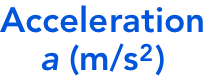 Acceleration
a (m/s²)